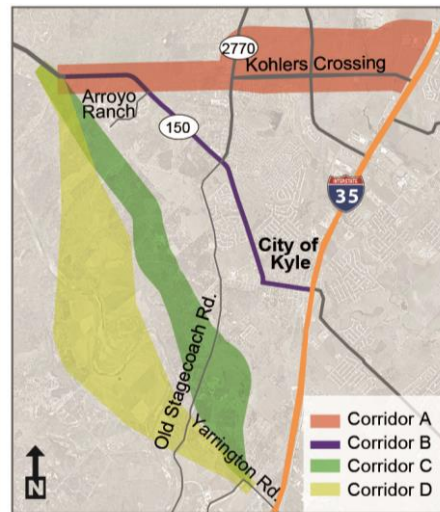 2770
Kohlers Crossing
Arroyo
Ranch
150
INTERSTATE
35
City of
Kyle
Old Stagecoach Rd.
Yarrington Rd.
Corridor A
Corridor B
Corridor C
Corridor D
N